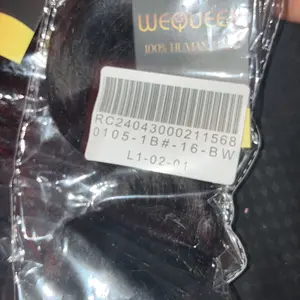 WEQUEEN
100% HUMAN
RC24043000211568
0105-1B#-16-BW
L1-02-01